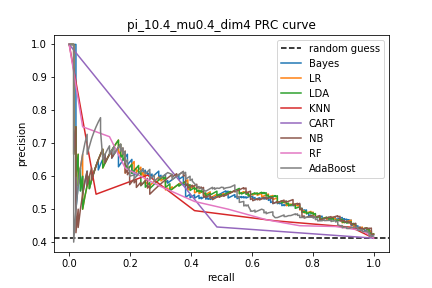 pi_10.4_mu0.4_dim4 PRC curve
1.0
0.9
0.8
0.7
0.6
0.5
0.4
precision
0.0
0.2
0.4
0.6
0.8
1.0
recall
random guess
Bayes
LR
LDA
KNN
CART
NB
RF
AdaBoost